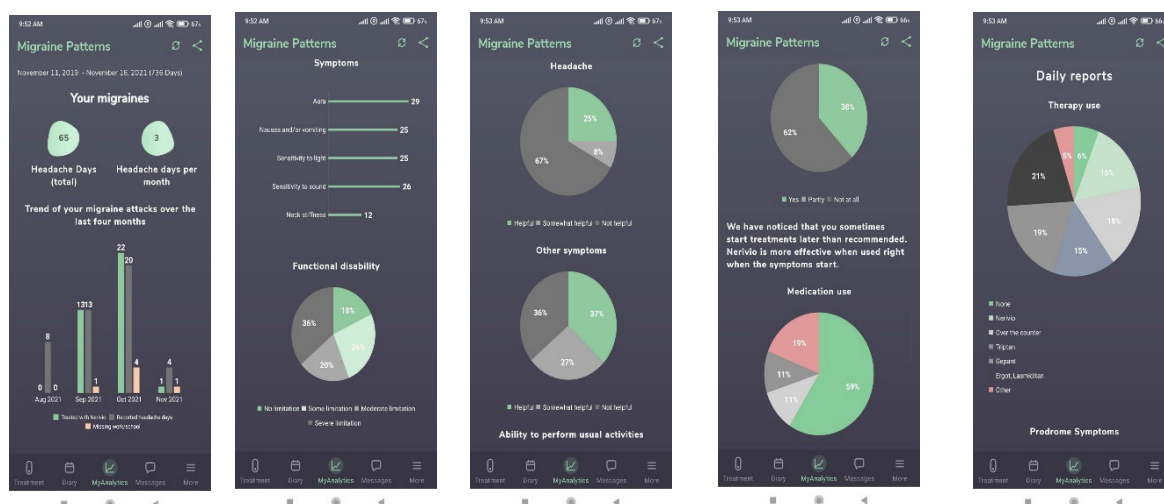 9:52 AM
67%
Migraine Patterns
November 11, 2019 - November 16, 2021 (736 Days)
Your migraines
65
3
Headache Days
(total)
Headache days per
month
Trend of your migraine attacks over the
last four months
22
20
1313
8
4
4
0 0
1
1
1
Aug 2021 Sep 2021 Oct 2021 Nov 2021
Treated with Nerivio Reported headache days
Missing work/school
Treatment Diary MyAnalytics Messages More
9:52 AM
67%
Migraine Patterns
Symptoms
Aura 29
Nausea and/or vomiting 25
Sensitivity to light 25
Sensitivity to sound 26
Neck stiffness 12
Functional disability
36%
18%
20%
No limitation Some limitation Moderate limitation
Severe limitation
Treatment Diary MyAnalytics Messages More
9:53 AM
67%
Migraine Patterns
Headache
25%
8%
67%
Helpful Somewhat helpful Not helpful
Other symptoms
36%
37%
27%
Helpful Somewhat helpful Not helpful
Ability to perform usual activities
Treatment Diary MyAnalytics Messages More
9:53 AM
66%
Migraine Patterns
38%
62%
Yes Partly Not at all
We have noticed that you sometimes
start treatments later than recommended.
Nerivio is more effective when used right
when the symptoms start.
Medication use
19%
11%
59%
11%
Treatment Diary MyAnalytics Messages More
9:53 AM
66%
Migraine Patterns
Daily reports
Therapy use
5% 6%
21%
16%
18%
19%
15%
None
Nerivio
Over the counter
Triptan
Gepant
Ergot, Lasmiditan
Other
Prodrome Symptoms
Treatment Diary MyAnalytics Messages More